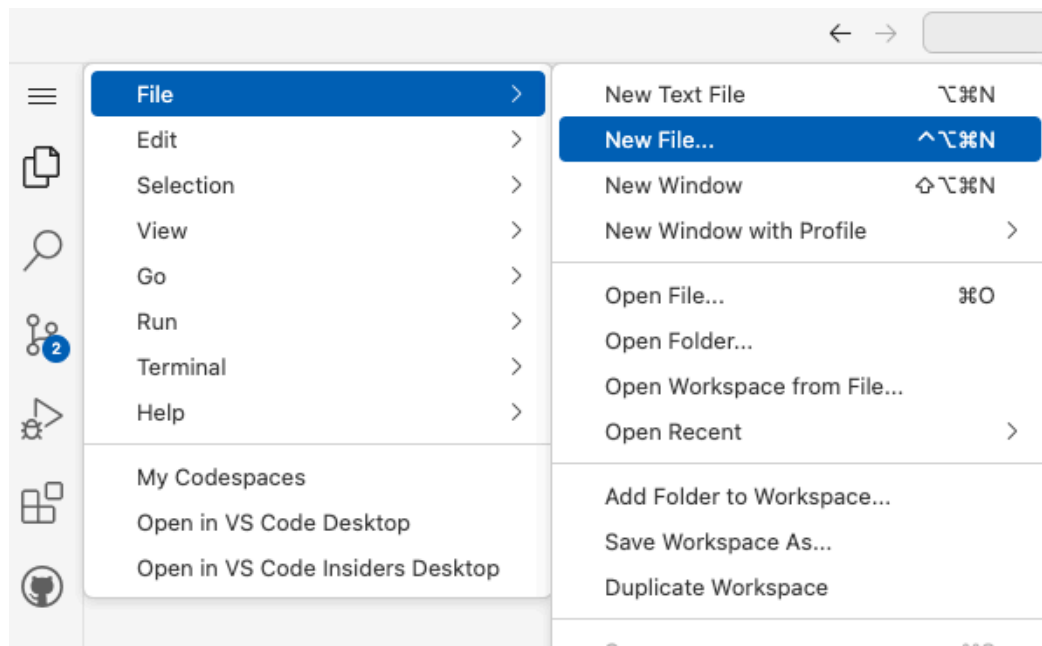 File
Edit
Selection
View
Go
Run
Terminal
Help
My Codespaces
Open in VS Code Desktop
Open in VS Code Insiders Desktop
2
New Text File ⌥⌘N
New File... ^⌥⌘N
New Window ⇧⌥⌘N
New Window with Profile
Open File... ⌘O
Open Folder...
Open Workspace from File...
Open Recent
Add Folder to Workspace...
Save Workspace As...
Duplicate Workspace